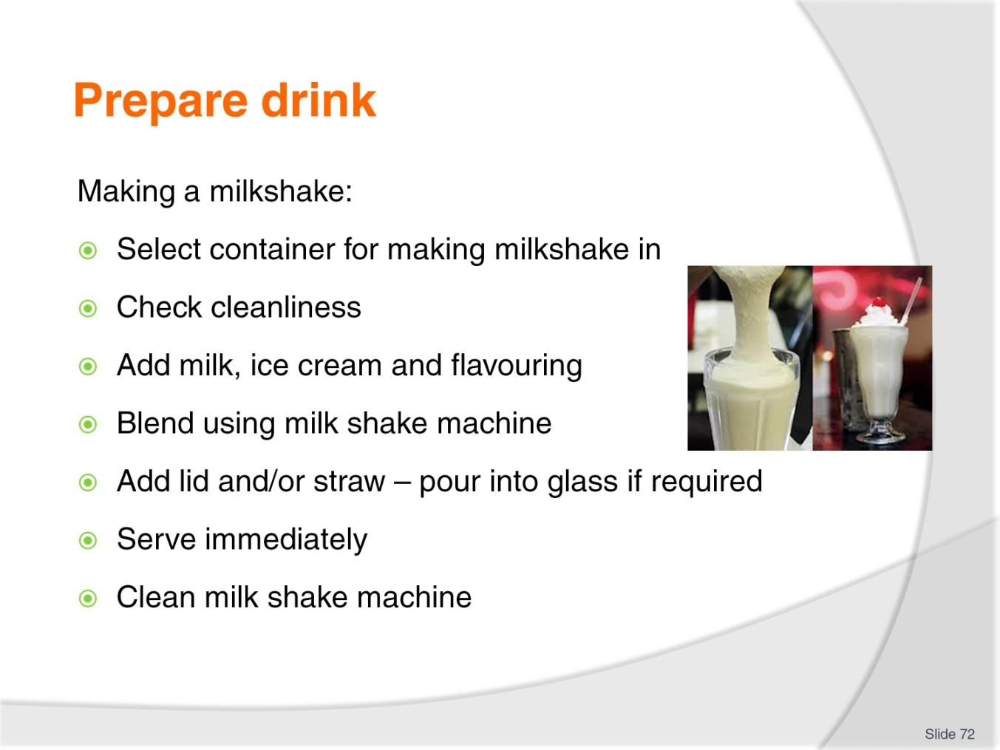 Prepare drink
Making a milkshake:
Select container for making milkshake in
Check cleanliness
Add milk, ice cream and flavouring
Blend using milk shake machine
Add lid and/or straw – pour into glass if required
Serve immediately
Clean milk shake machine
Slide 72